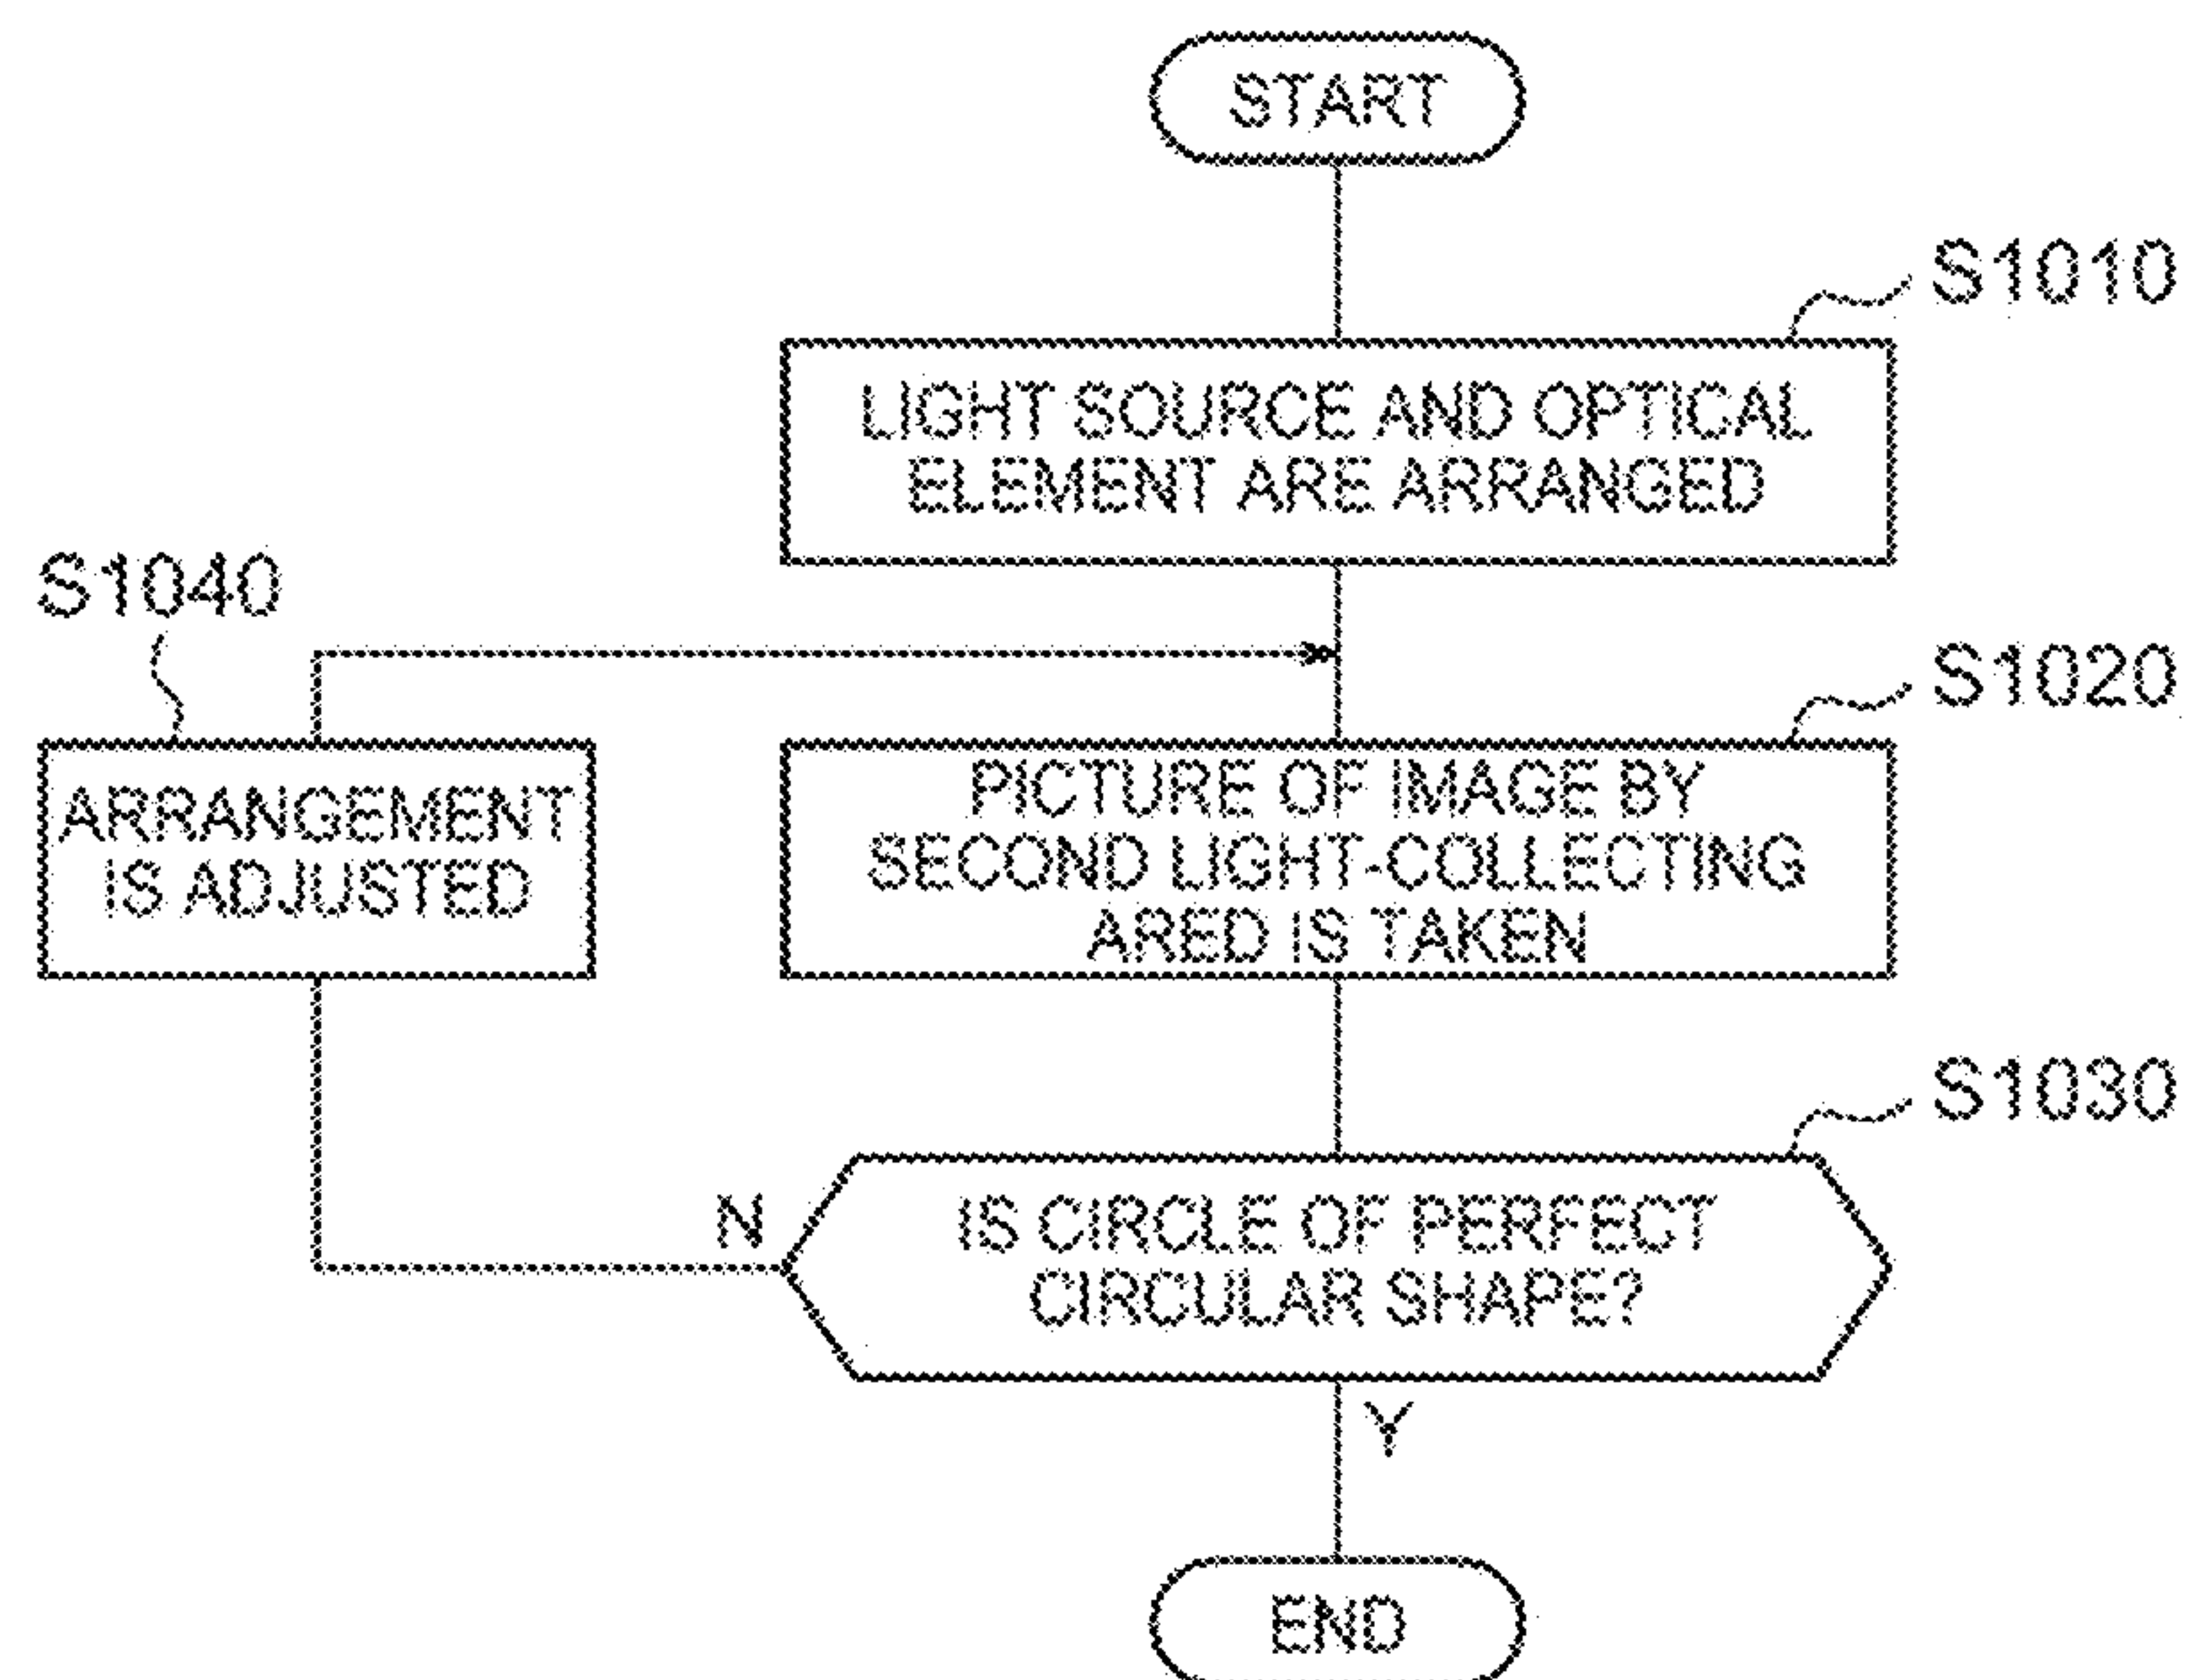 START
S1010
LIGHT SOURCE AND OPTICAL
ELEMENT ARE ARRANGED
S1040
S1020
ARRANGEMENT
IS ADJUSTED
PICTURE OF IMAGE BY
SECOND LIGHT-COLLECTING
ARED IS TAKEN
S1030
N
IS CIRCLE OF PERFECT
CIRCULAR SHAPE?
Y
END